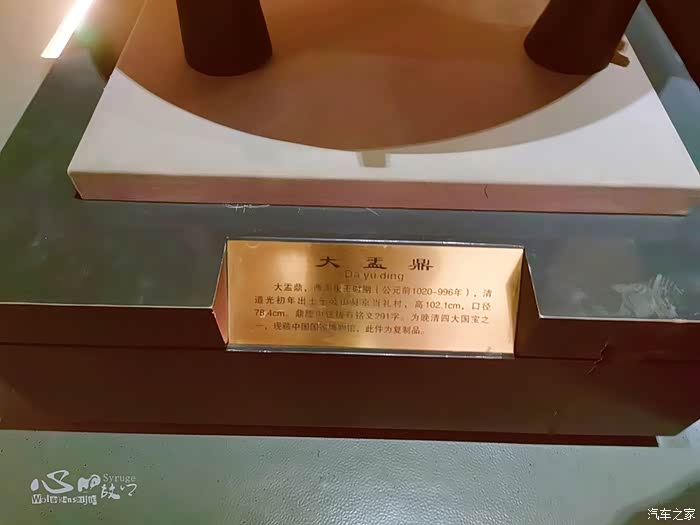 大盂鼎
Da yu ding
大盂鼎，西周康王时期（公元前1020-996年），清
道光初年出土于岐山县京当礼村，高102.1cm，口径
78.4cm。鼎腔内壁铸有铭文291字。为晚清四大国宝之
一，现藏中国国家博物馆，此件为复制品。
Syruge
心的故
汽车之家